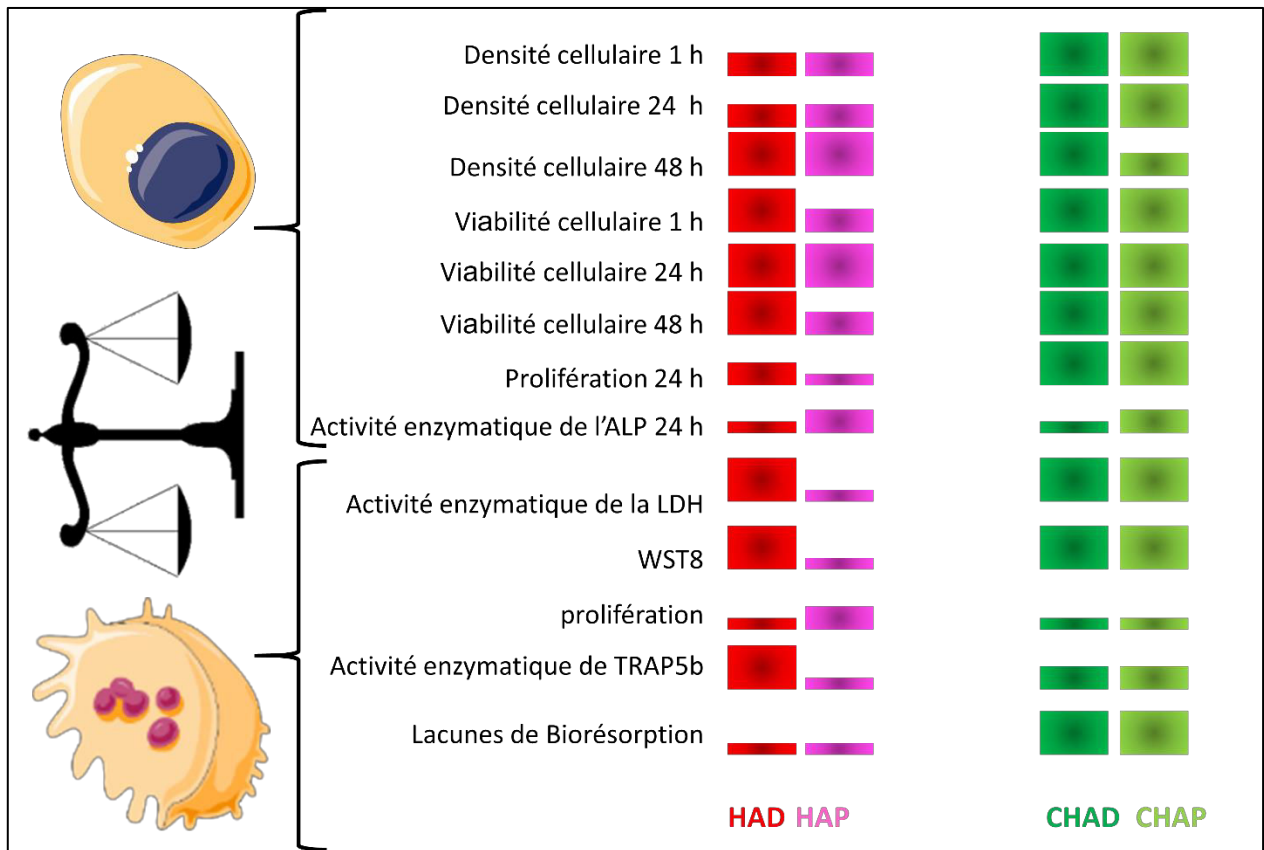 Densité cellulaire 1 h
Densité cellulaire 24 h
Densité cellulaire 48 h
Viabilité cellulaire 1 h
Viabilité cellulaire 24 h
Viabilité cellulaire 48 h
Prolifération 24 h
Activité enzymatique de l’ALP 24 h
Activité enzymatique de la LDH
WST8
prolifération
Activité enzymatique de TRAP5b
Lacunes de Biorésorption
HAD HAP CHAD CHAP